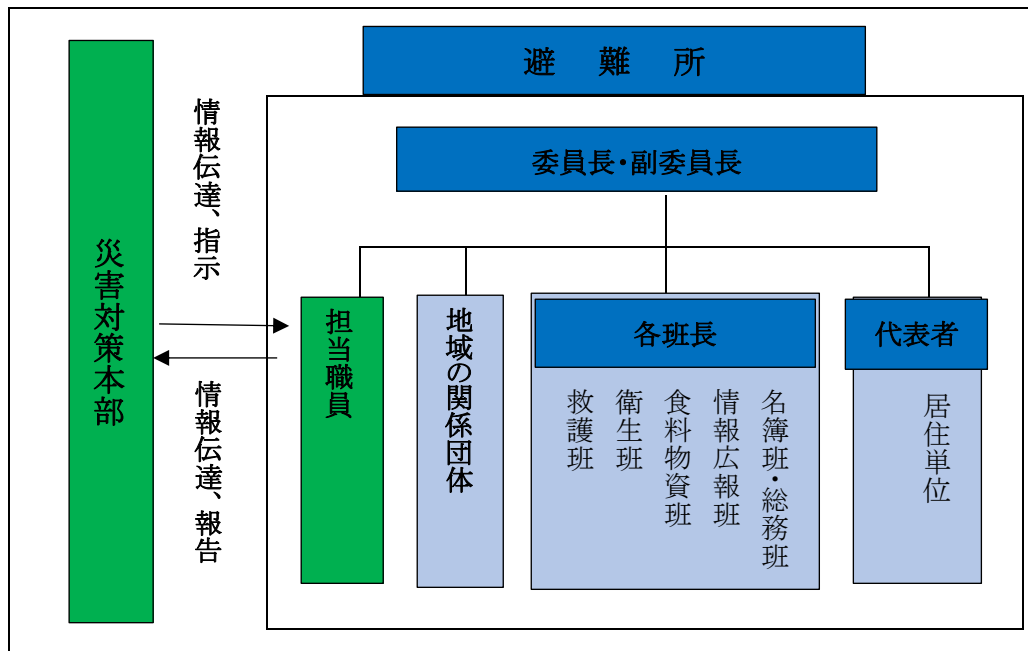 避　難　所
委員長・副委員長
災害対策本部
情報伝達、指示
情報伝達、報告
担当職員
地域の関係団体
各班長
名簿班・総務班
情報広報班
食料物資班
衛生班
救護班
代表者
居住単位